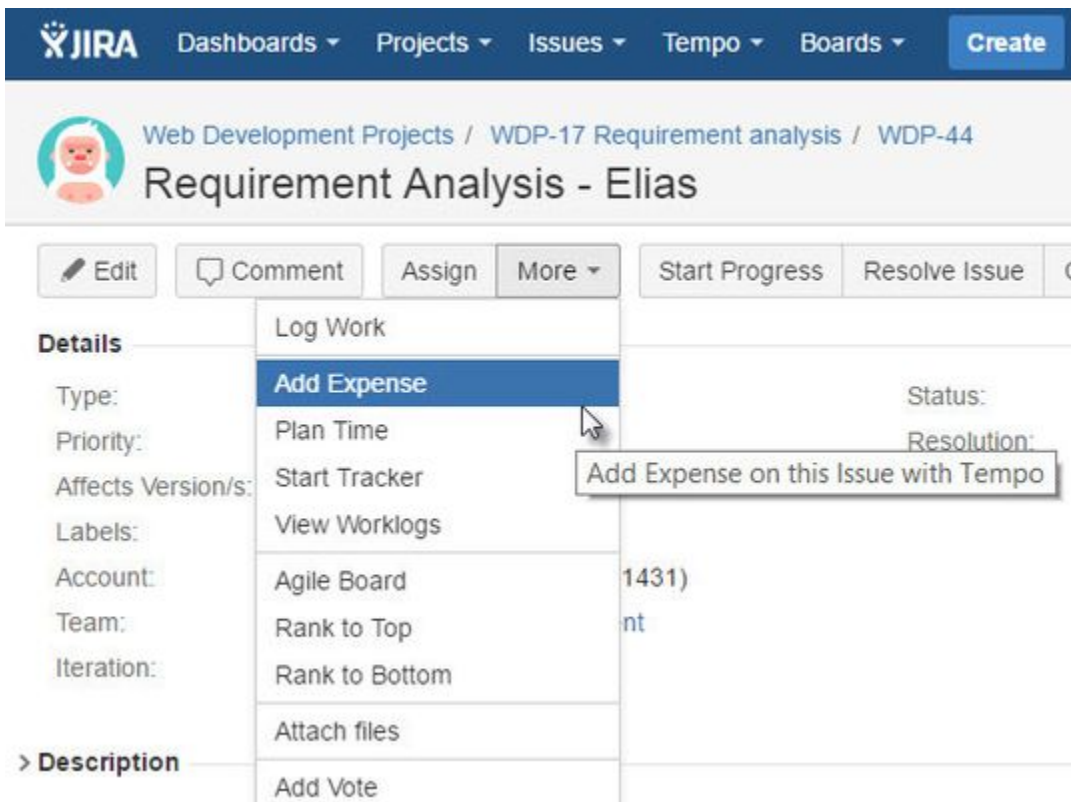 JIRA Dashboards Projects Issues Tempo Boards Create
Web Development Projects / WDP-17 Requirement analysis / WDP-44
Requirement Analysis - Elias
Edit Comment Assign More Start Progress Resolve Issue
Details
Log Work
Add Expense
Plan Time
Start Tracker
View Worklogs
Agile Board
Rank to Top
Rank to Bottom
Attach files
Add Vote
Add Expense on this Issue with Tempo
Type:
Priority:
Affects Version/s:
Labels:
Account: 1431)
Team: nt
Iteration:
Status:
Resolution:
Description